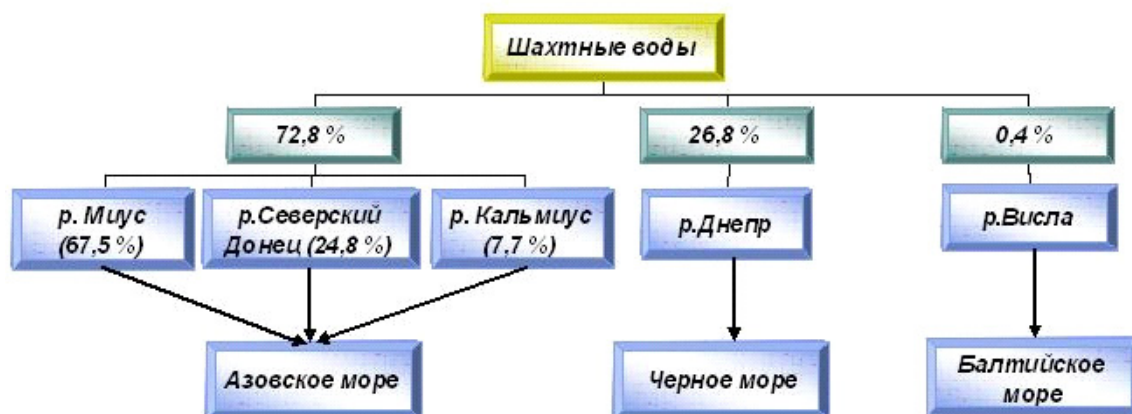 Шахтные воды
72,8 %
26,8 %
0,4 %
р. Миус
(67,5 %)
р.Северский
Донец (24,8 %)
р. Кальмиус
(7,7 %)
р.Днепр
р.Висла
Азовское море
Черное море
Балтийское
море